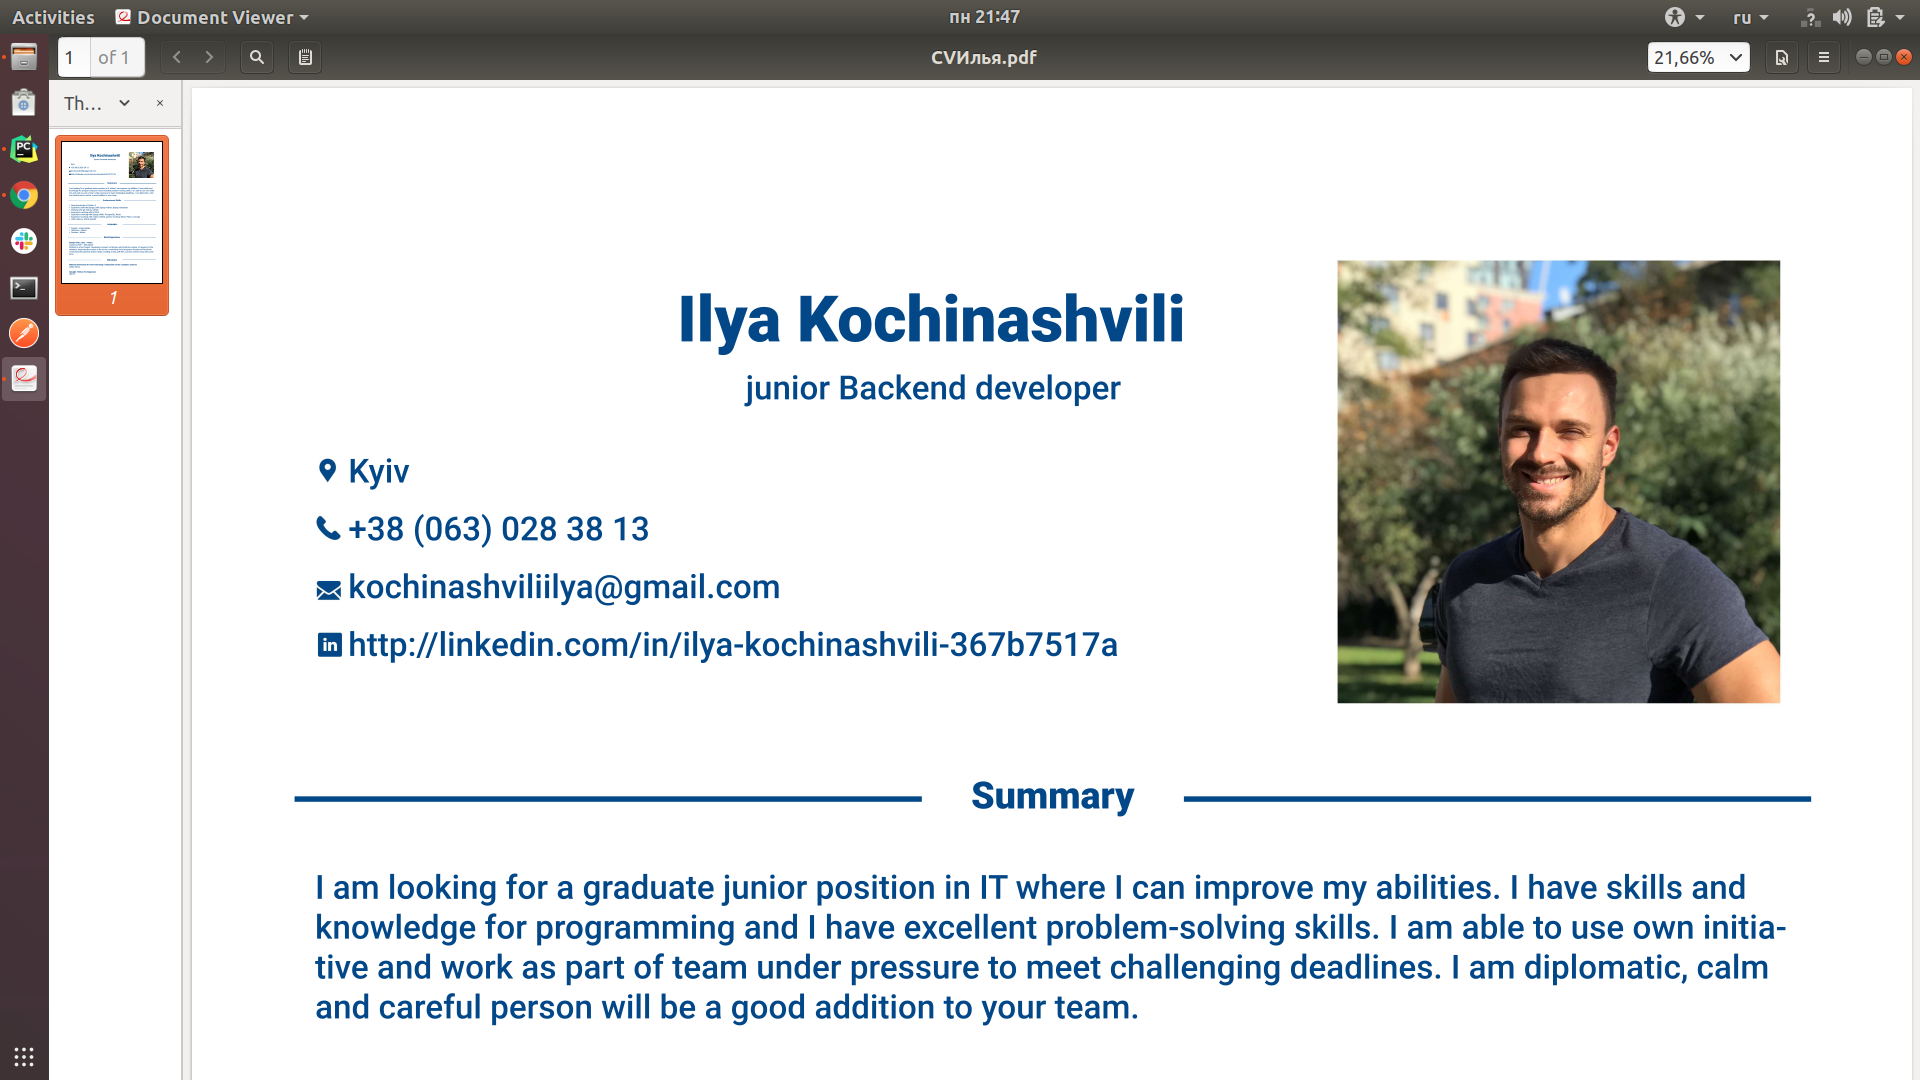 Activities
Document Viewer
пн 21:47
ru
1
of 1
CVИлья.pdf
21,66%
Th...
1
Ilya Kochinashvili
junior Backend developer
Kyiv
+38 (063) 028 38 13
kochinashviliilya@gmail.com
http://linkedin.com/in/ilya-kochinashvili-367b7517a
Summary
I am looking for a graduate junior position in IT where I can improve my abilities. I have skills and
knowledge for programming and I have excellent problem-solving skills. I am able to use own initia-
tive and work as part of team under pressure to meet challenging deadlines. I am diplomatic, calm
and careful person will be a good addition to your team.